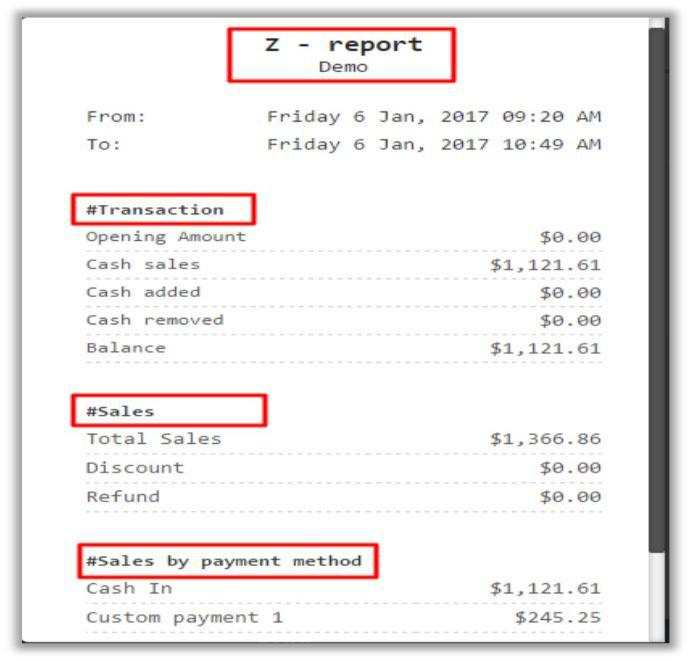 Z - report
Demo
From: Friday 6 Jan, 2017 09:20 AM
To: Friday 6 Jan, 2017 10:49 AM
#Transaction
Opening Amount $0.00
Cash sales $1,121.61
Cash added $0.00
Cash removed $0.00
Balance $1,121.61
#Sales
Total Sales $1,366.86
Discount $0.00
Refund $0.00
#Sales by payment method
Cash In $1,121.61
Custom payment 1 $245.25